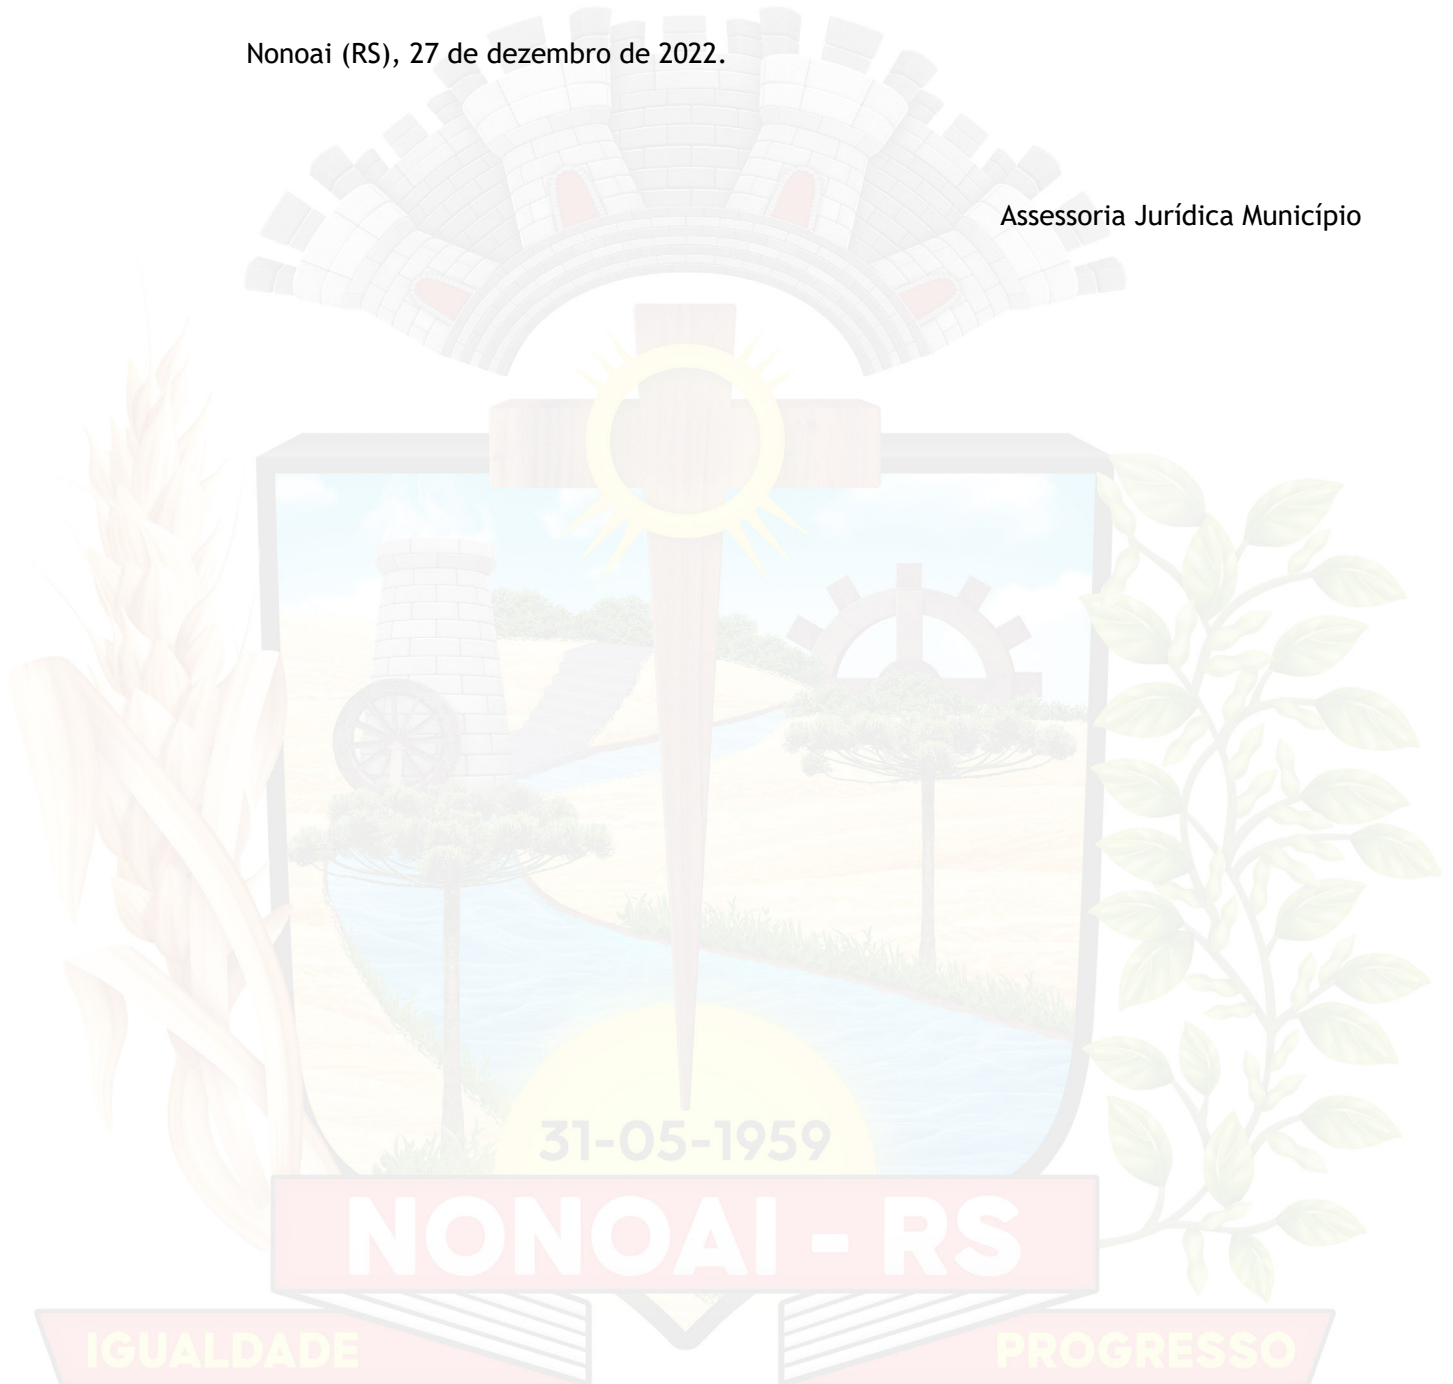 Nonoai (RS), 27 de dezembro de 2022.
Assessoria Jurídica Município
31-05-1959
NONOAI - RS
IGUALDADE
PROGRESSO